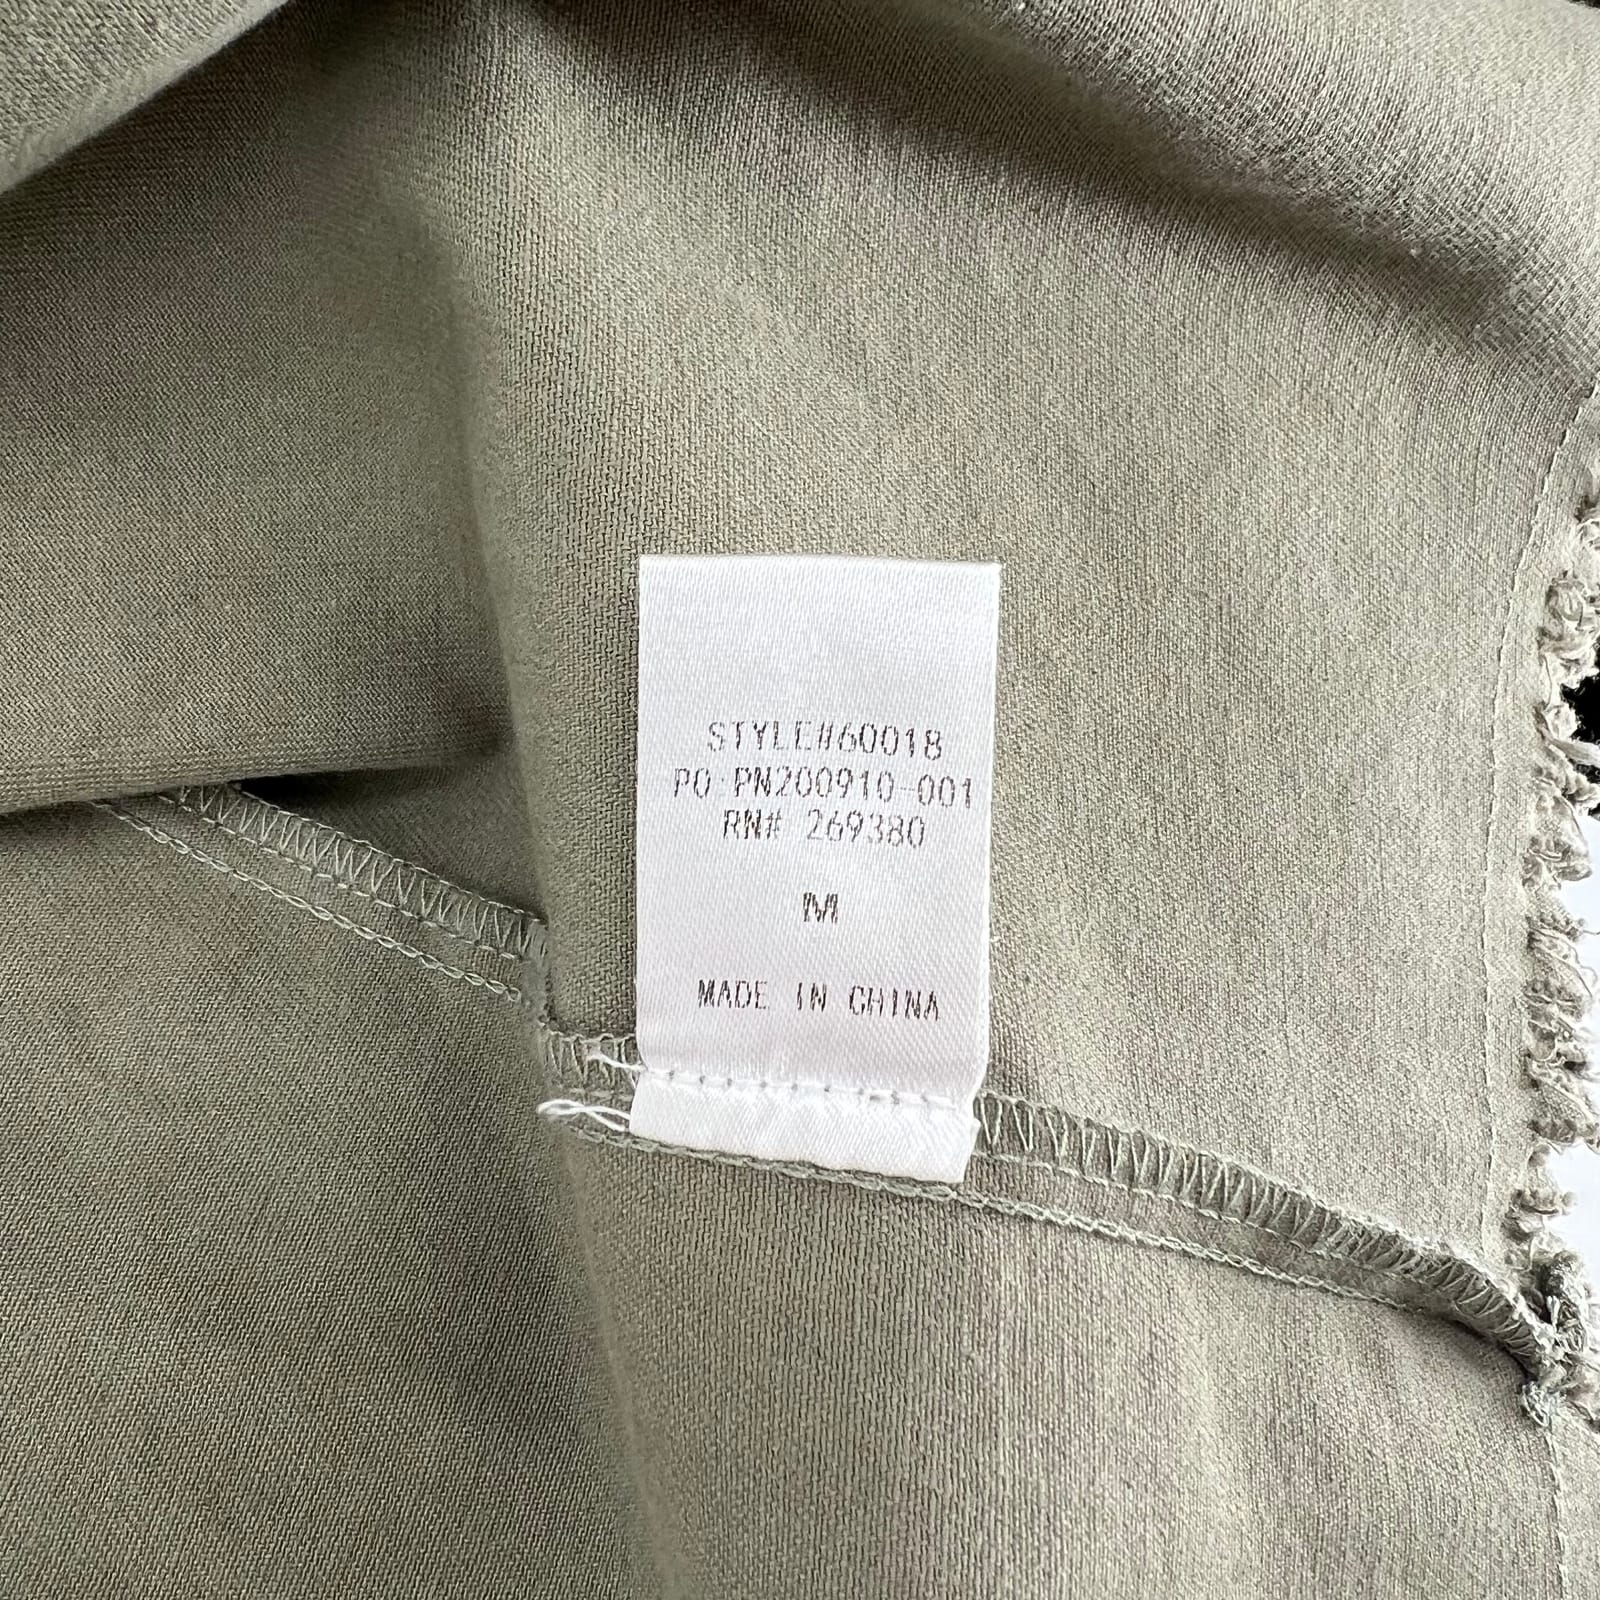 STYLE#60018
PO:PN200910-001
RN# 269380
M
MADE IN CHINA